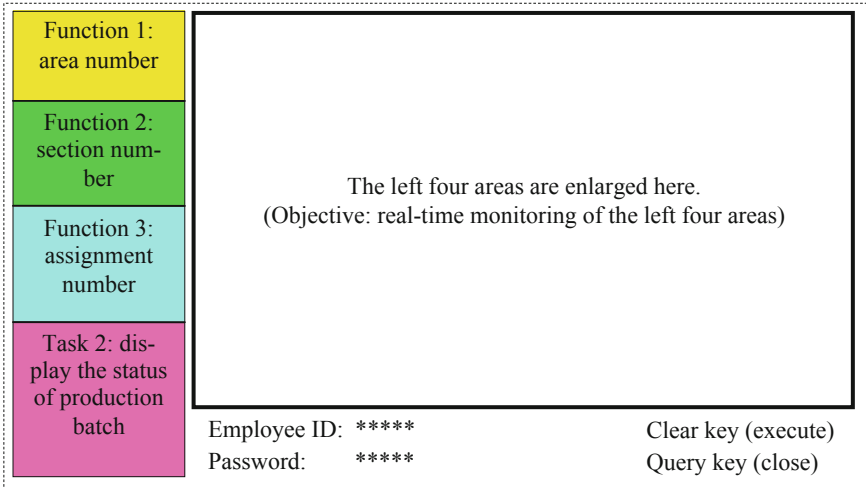 Function 1:
area number
Function 2:
section num-
ber
Function 3:
assignment
number
Task 2: dis-
play the status
of production
batch
The left four areas are enlarged here.
(Objective: real-time monitoring of the left four areas)
Employee ID: *****
Clear key (execute)
Password: *****
Query key (close)